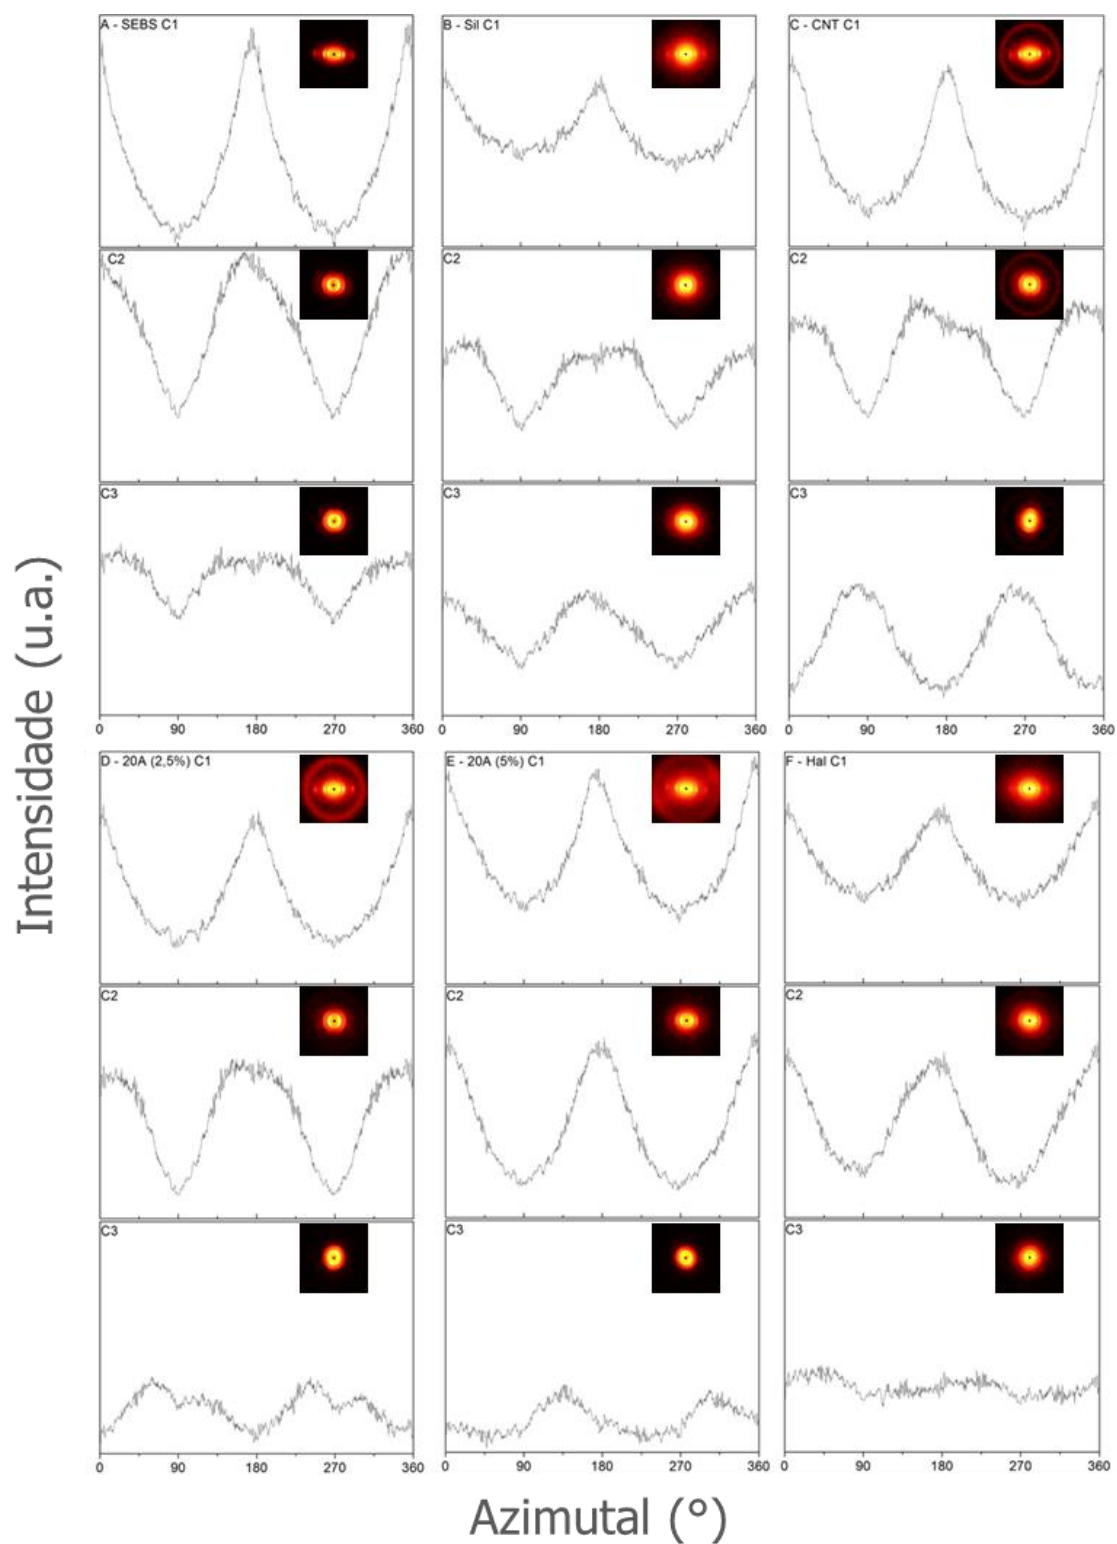 A - SEBS C1
B - Sil C1
C - CNT C1
C2
C2
C2
C3
C3
C3
0 90 180 270 360
0 90 180 270 360
0 90 180 270 360
D - 20A (2,5%) C1
E - 20A (5%) C1
F - Hal C1
C2
C2
C2
C3
C3
C3
0 90 180 270 360
0 90 180 270 360
0 90 180 270 360
Intensidade (u.a.)
Azimutal (°)